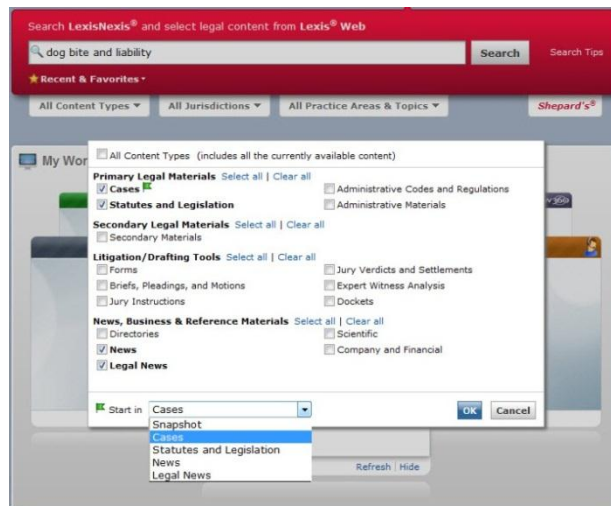 Search LexisNexis® and select legal content from Lexis® Web
dog bite and liability
Search
Search Tips
Recent & Favorites
All Content Types
All Jurisdictions
All Practice Areas & Topics
Shepard's®
My Wor
All Content Types (includes all the currently available content)
Primary Legal Materials Select all | Clear all
Cases
Administrative Codes and Regulations
Statutes and Legislation
Administrative Materials
Secondary Legal Materials Select all | Clear all
Secondary Materials
Litigation/Drafting Tools Select all | Clear all
Forms
Jury Verdicts and Settlements
Briefs, Pleadings, and Motions
Expert Witness Analysis
Jury Instructions
Dockets
News, Business & Reference Materials Select all | Clear all
Directories
Scientific
News
Company and Financial
Legal News
Start in Cases
OK
Cancel
Snapshot
Cases
Statutes and Legislation
News
Legal News
Refresh | Hide